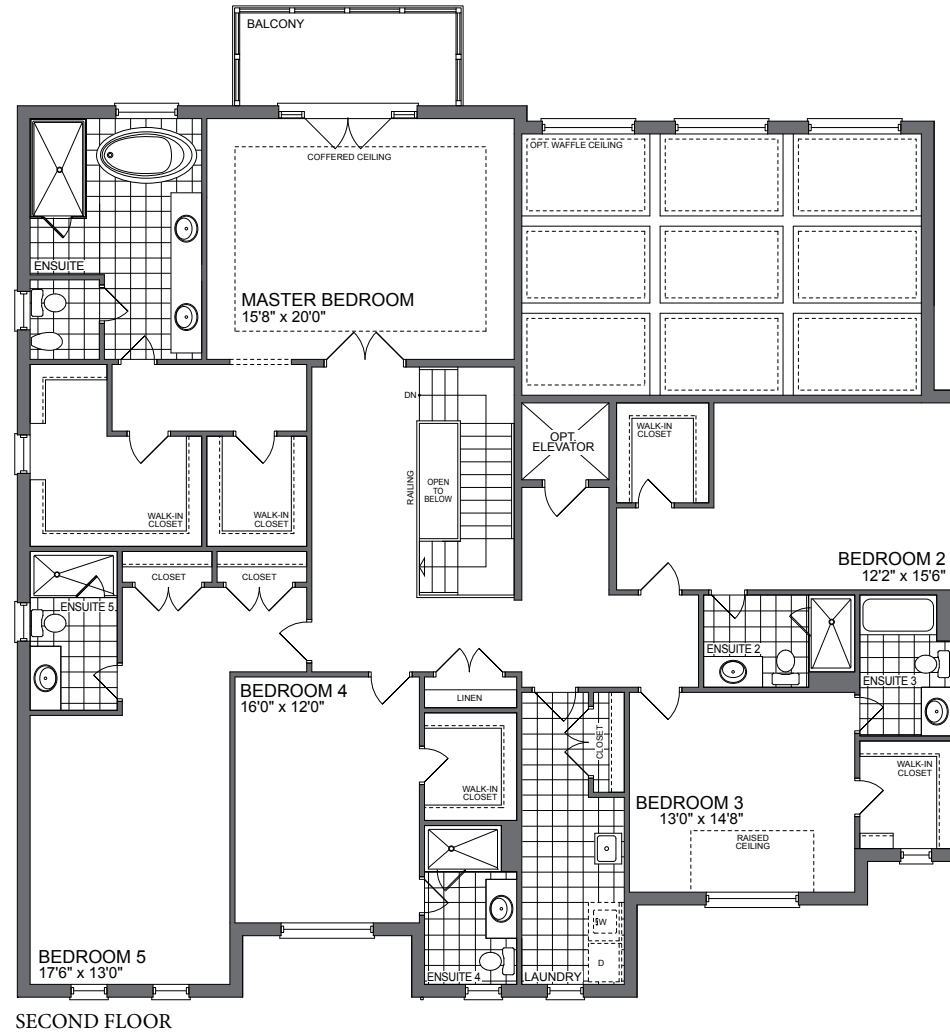 BALCONY
OPT. WAFFLE CEILING
COFFERED CEILING
ENSUITE
MASTER BEDROOM
15'8" x 20'0"
DN
OPT.
ELEVATOR
WALK-IN
CLOSET
RAILING
OPEN
TO
BELOW
WALK-IN
CLOSET
WALK-IN
CLOSET
BEDROOM 2
12'2" x 15'6"
CLOSET
CLOSET
ENSUITE 5
ENSUITE 2
ENSUITE 3
BEDROOM 4
16'0" x 12'0"
LINEN
CLOSET
WALK-IN
CLOSET
WALK-IN
CLOSET
BEDROOM 3
13'0" x 14'8"
RAISED
CEILING
W
D
BEDROOM 5
17'6" x 13'0"
ENSUITE 4
LAUNDRY
SECOND FLOOR